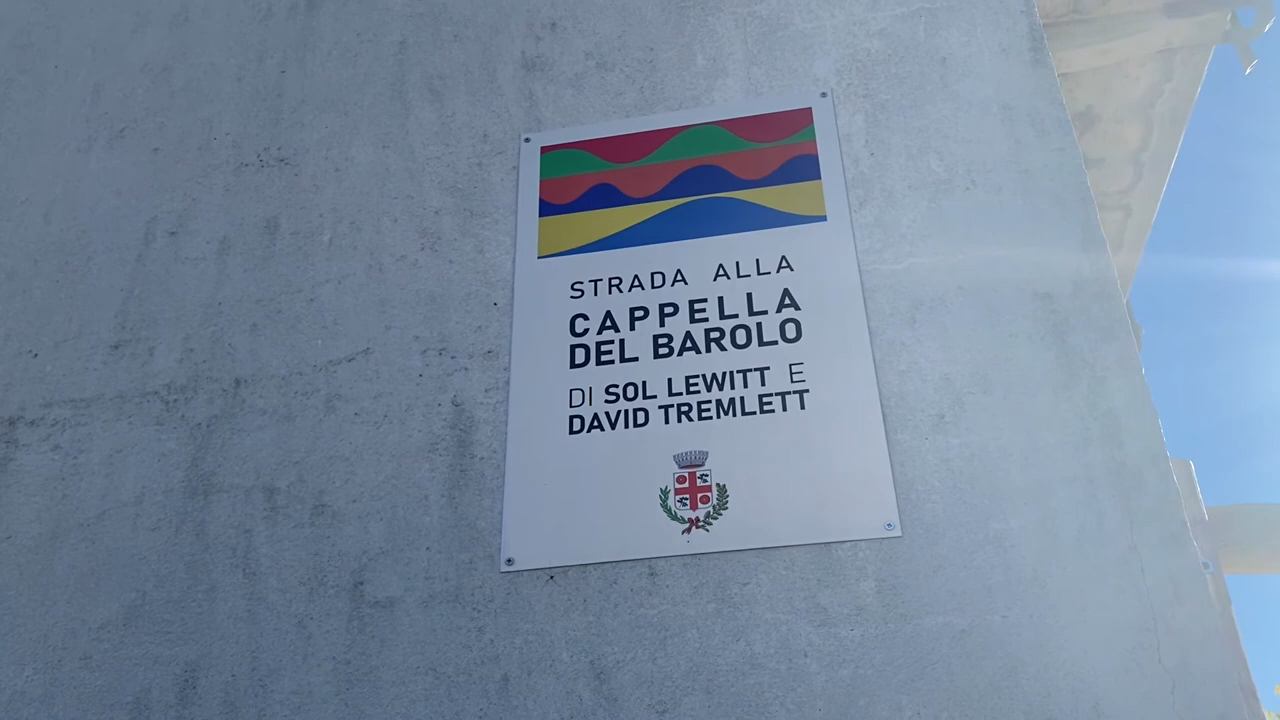 STRADA ALLA
CAPPELLA
DEL BAROLO
DI SOL LEWITT E
DAVID TREMLETT